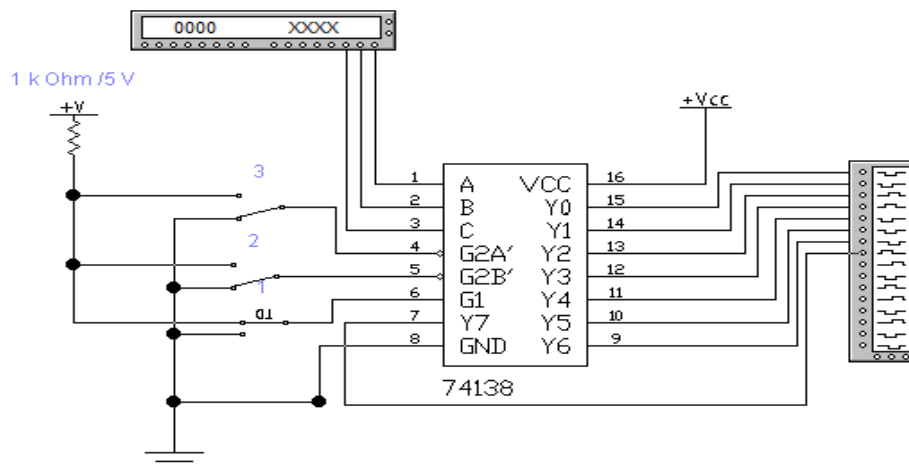 0000 XXXX
1 k Ohm /5 V
+V
+Vcc
3
2
1
TD
1 A VCC 16
2 B Y0 15
3 C Y1 14
4 G2A' Y2 13
5 G2B' Y3 12
6 G1 Y4 11
7 Y7 Y5 10
8 GND Y6 9
74138